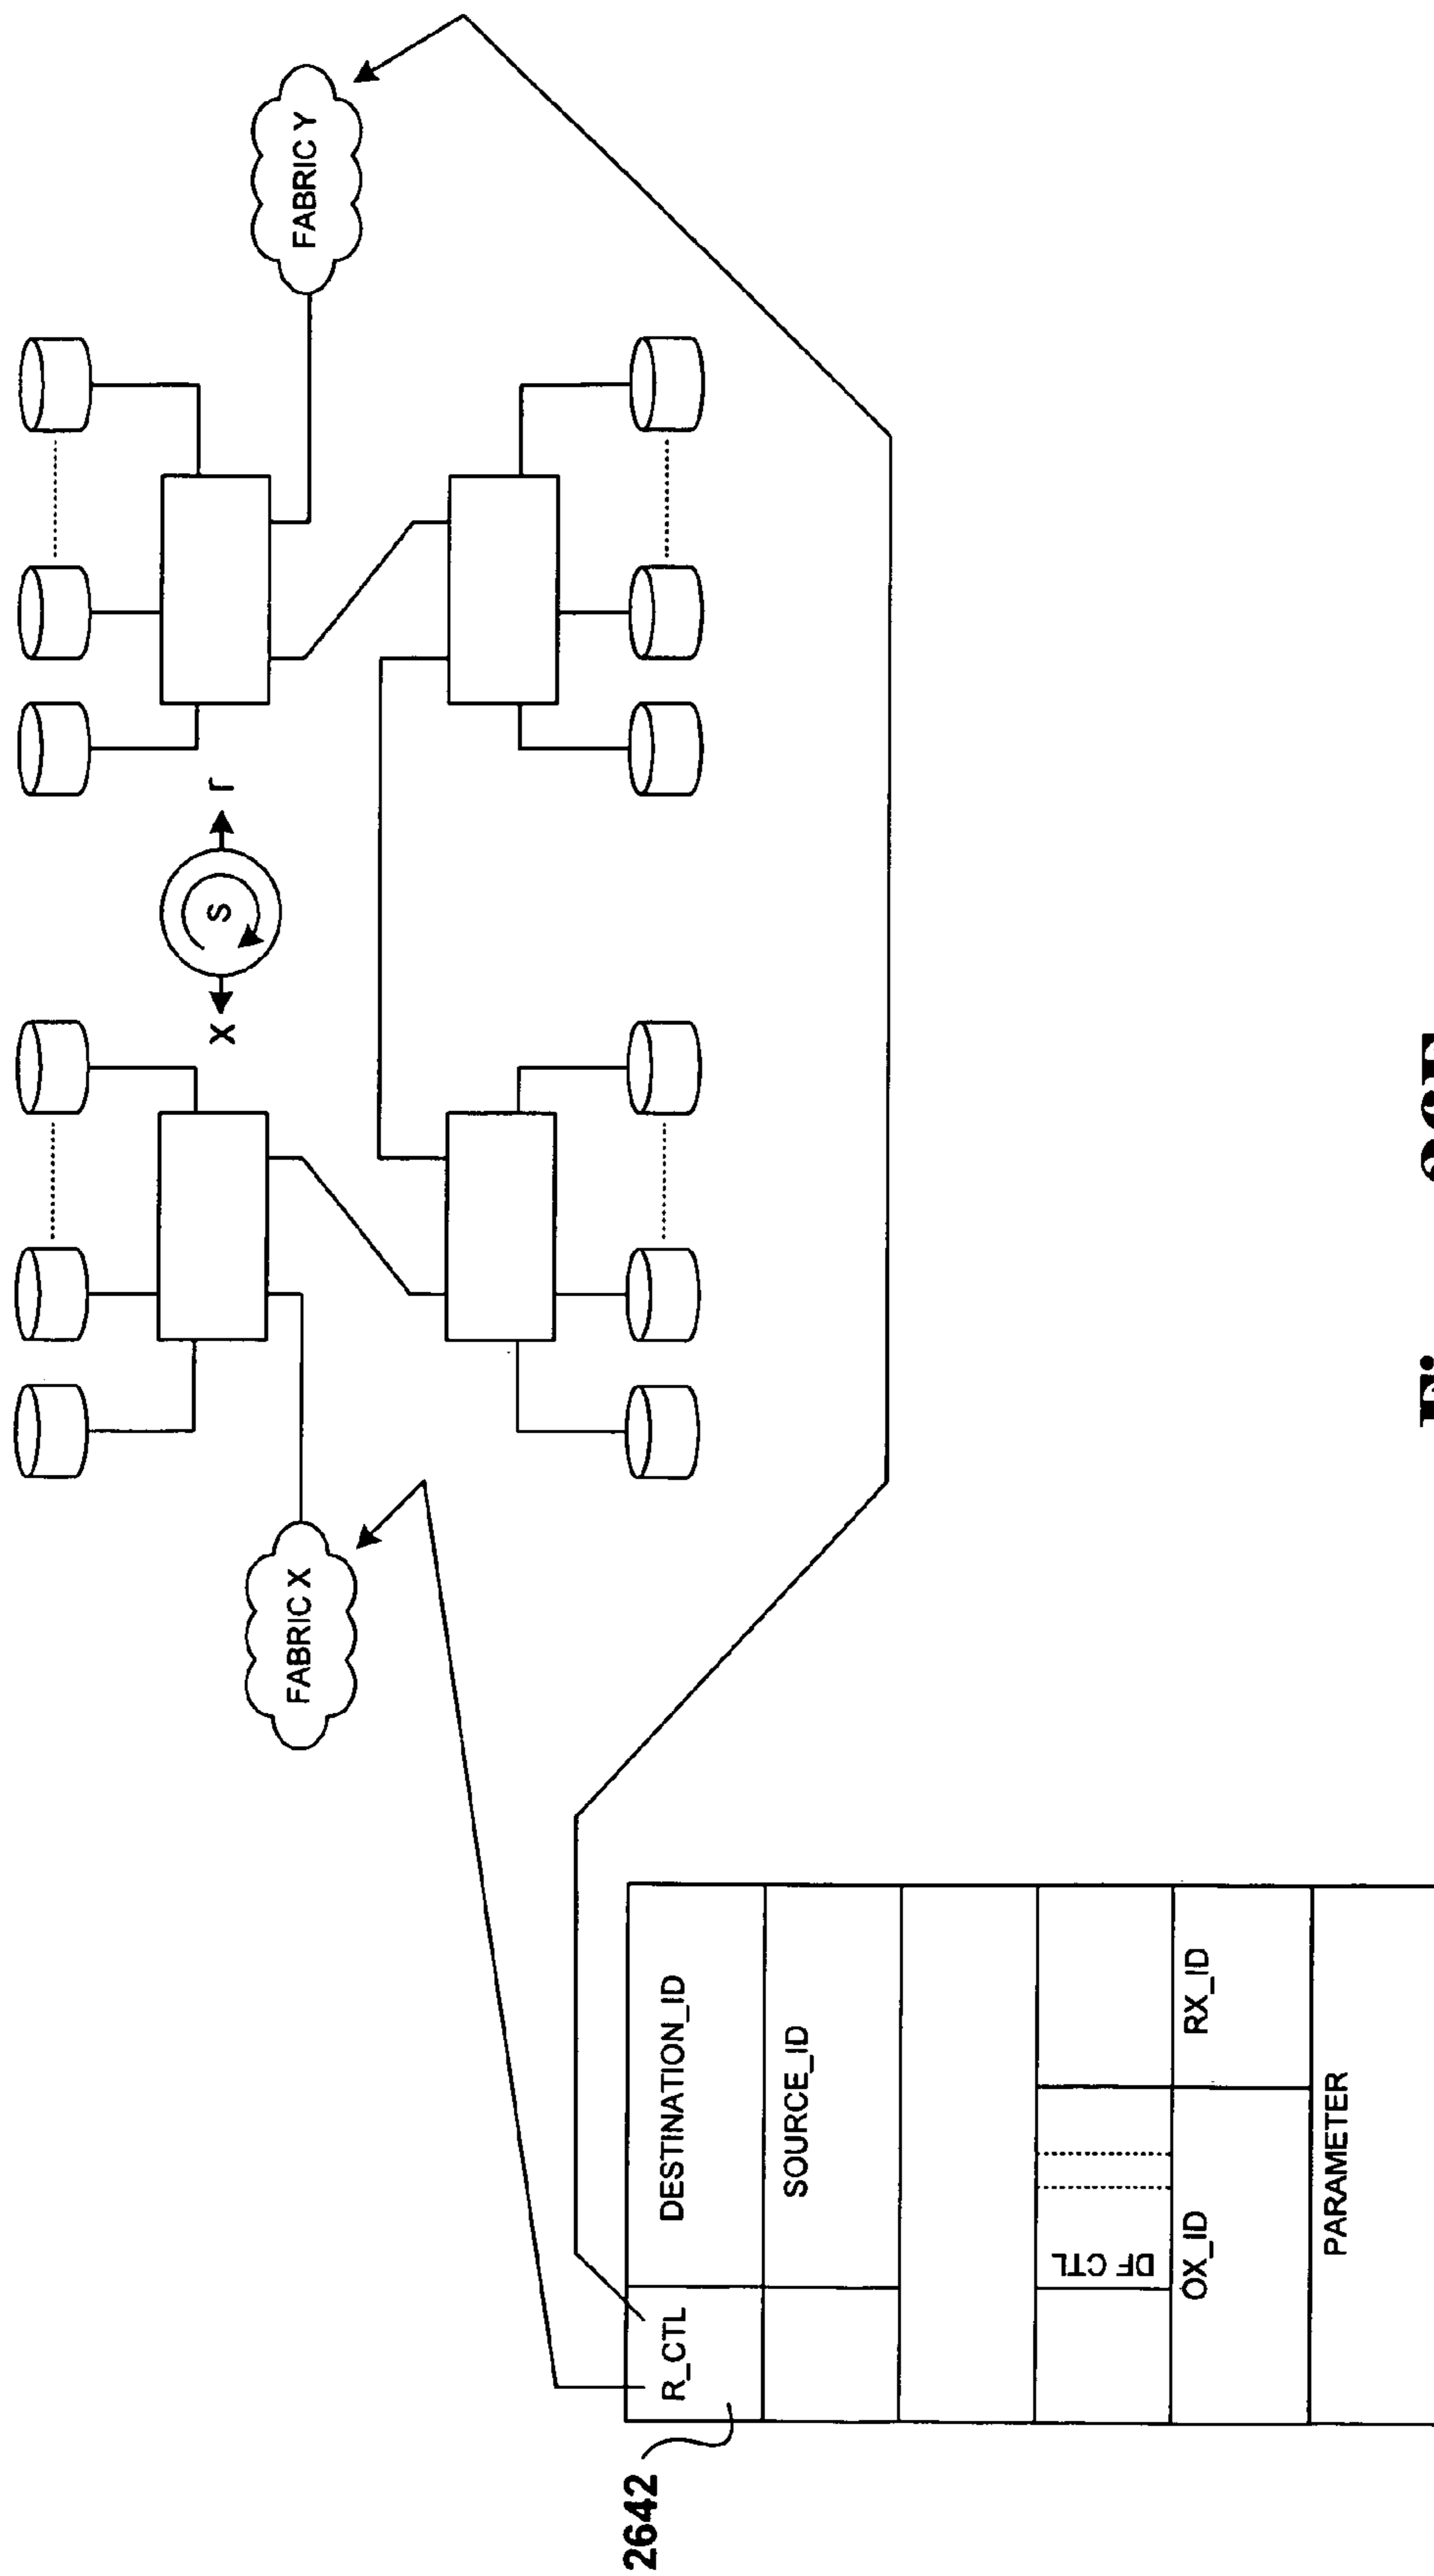 X
S
r
FABRIC X
FABRIC Y
2642
R_CTL
DESTINATION_ID
SOURCE_ID
DF CTL
OX_ID
RX_ID
PARAMETER